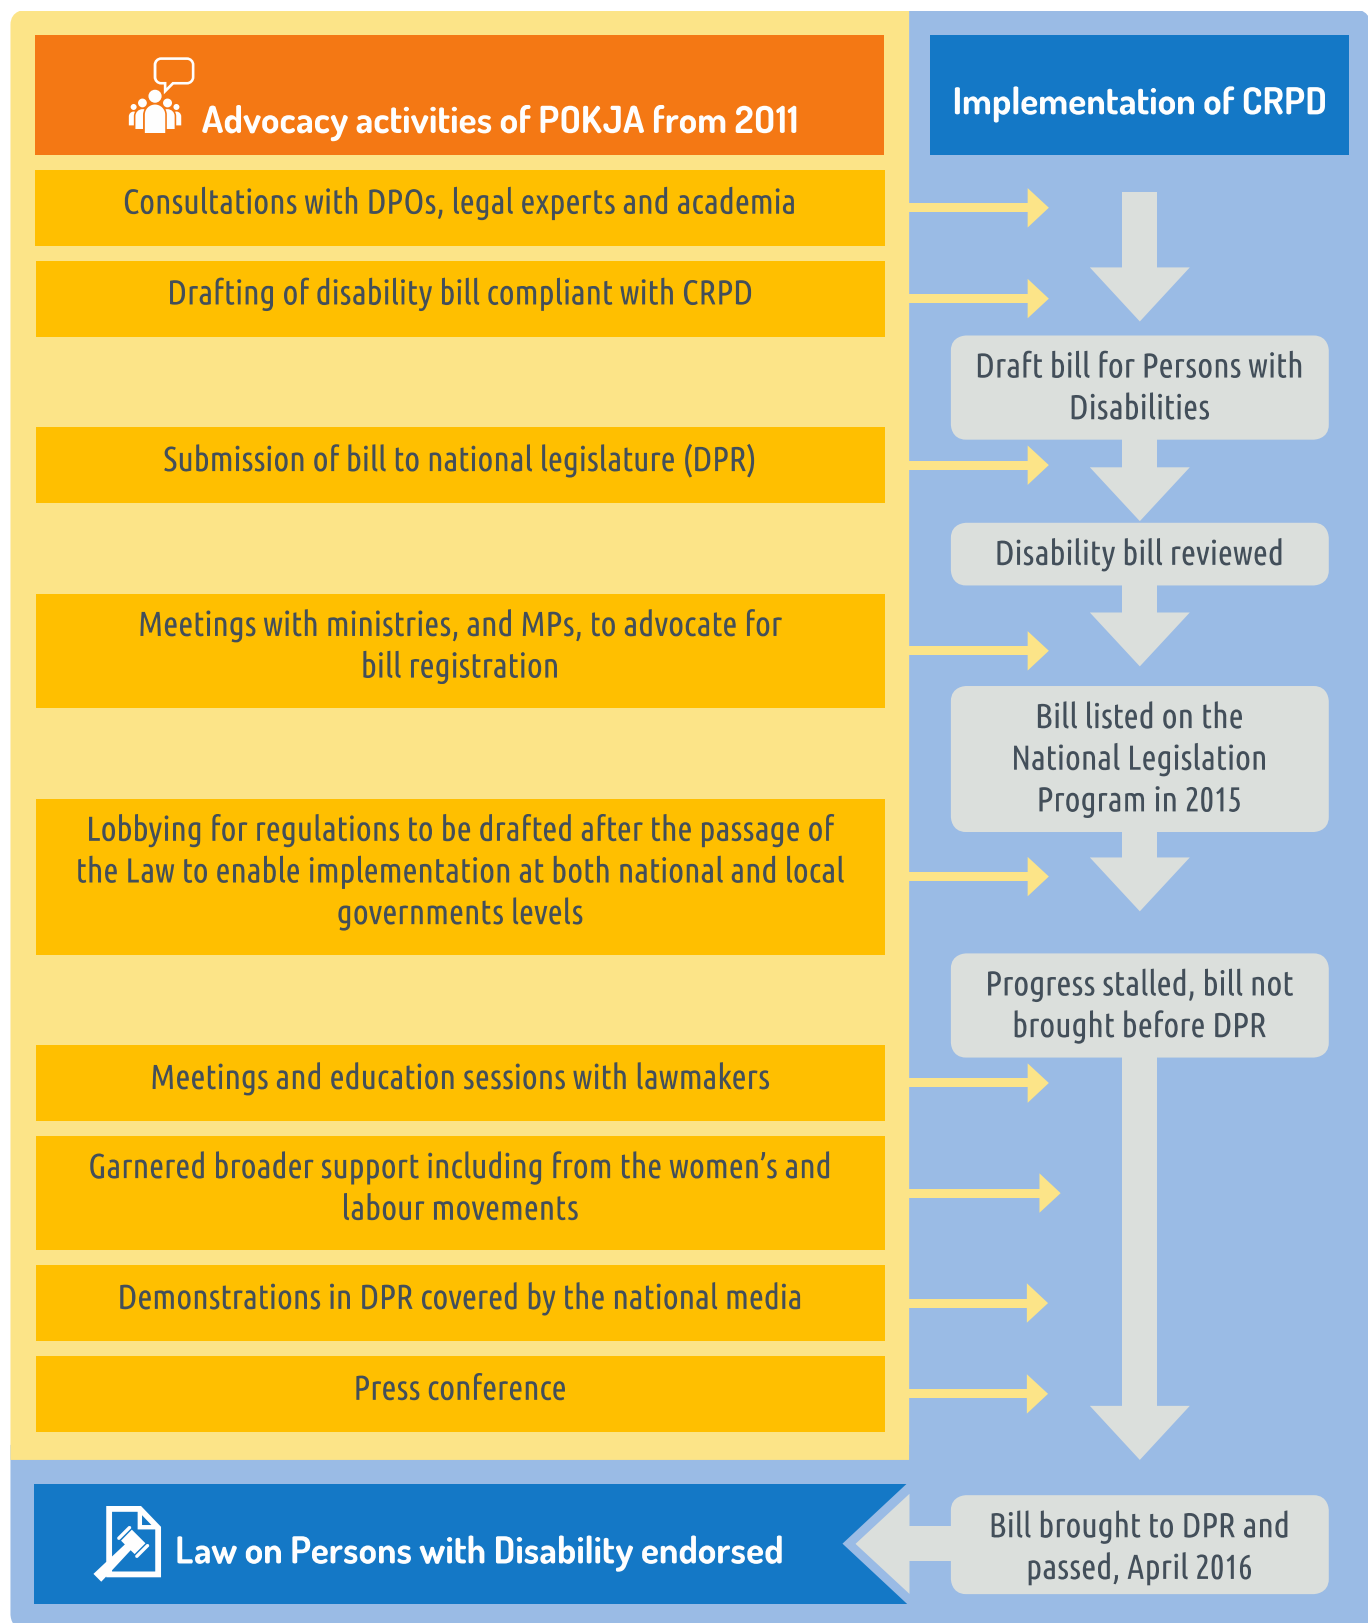 Advocacy activities of POKJA from 2011
Implementation of CRPD
Consultations with DPOs, legal experts and academia
Drafting of disability bill compliant with CRPD
Draft bill for Persons with
Disabilities
Submission of bill to national legislature (DPR)
Disability bill reviewed
Meetings with ministries, and MPs, to advocate for
bill registration
Bill listed on the
National Legislation
Program in 2015
Lobbying for regulations to be drafted after the passage of
the Law to enable implementation at both national and local
governments levels
Progress stalled, bill not
brought before DPR
Meetings and education sessions with lawmakers
Garnered broader support including from the women’s and
labour movements
Demonstrations in DPR covered by the national media
Press conference
Bill brought to DPR and
passed, April 2016
Law on Persons with Disability endorsed